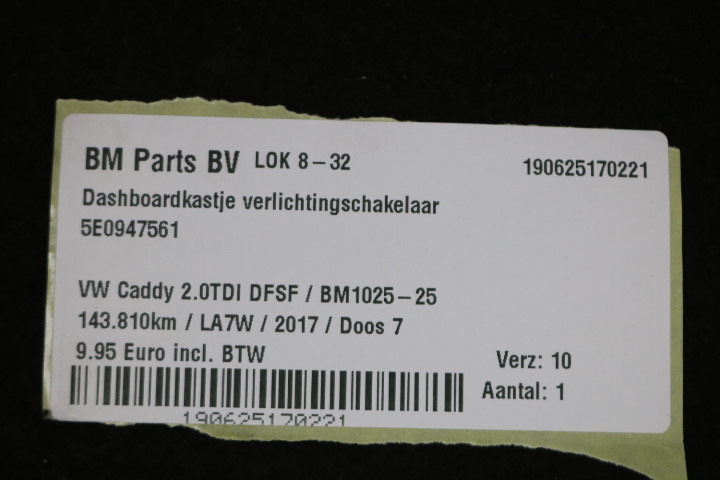 BM Parts BV LOK 8-32 190625170221
Dashboardkastje verlichtingschakelaar
5E0947561
VW Caddy 2.0TDI DFSF / BM1025-25
143.810km / LA7W / 2017 / Doos 7
9.95 Euro incl. BTW Verz: 10
Aantal: 1
190625170221